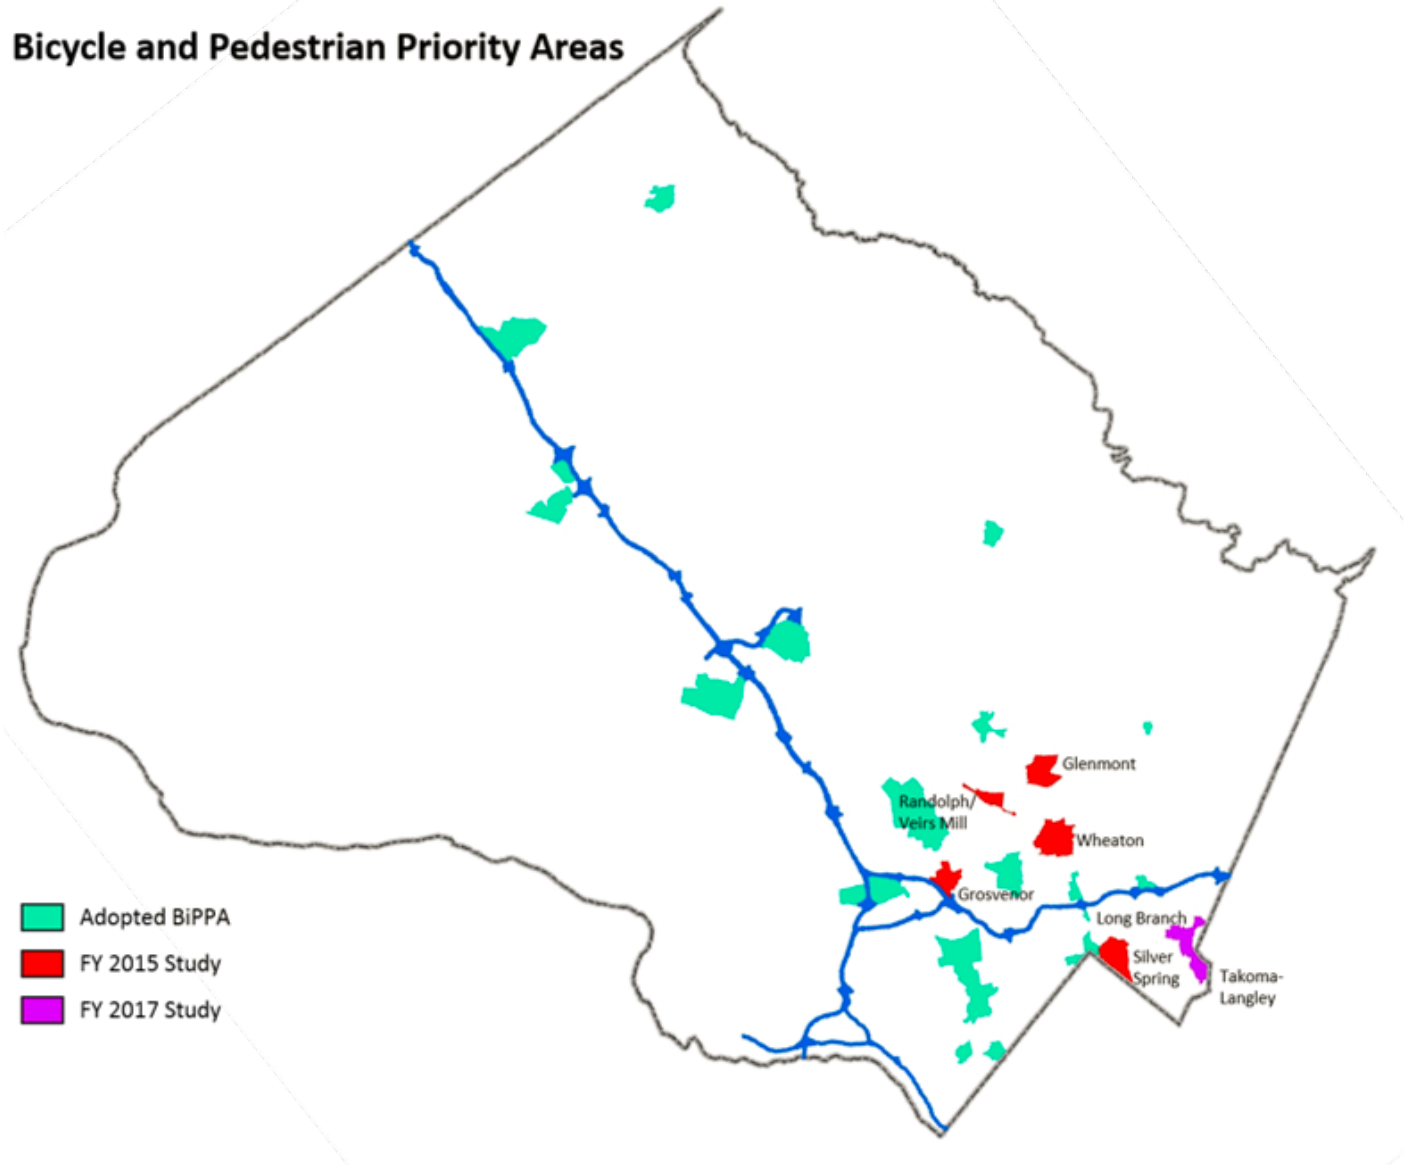 Bicycle and Pedestrian Priority Areas
Glenmont
Randolph/
Veirs Mill
Wheaton
Grosvenor
Long Branch
Silver
Spring
Takoma-
Langley
Adopted BiPPA
FY 2015 Study
FY 2017 Study